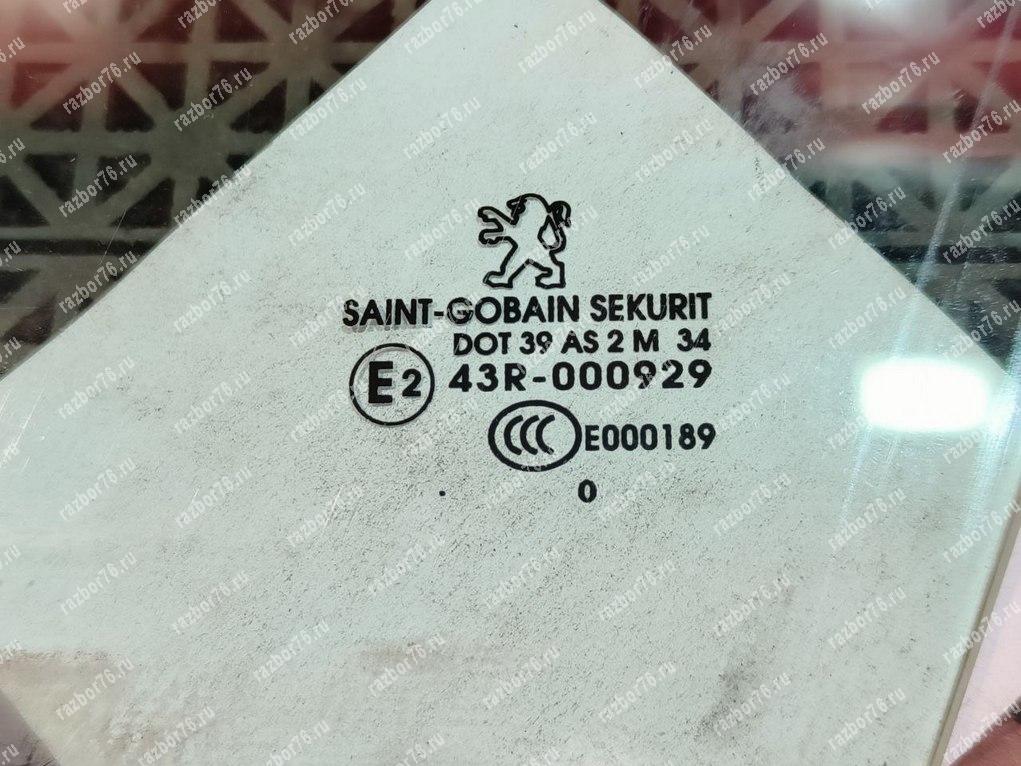 SAINT-GOBAIN SEKURIT
DOT 39 AS 2 M 34
E2 43R-000929
CCC E000189
. 0
razbor76.ru